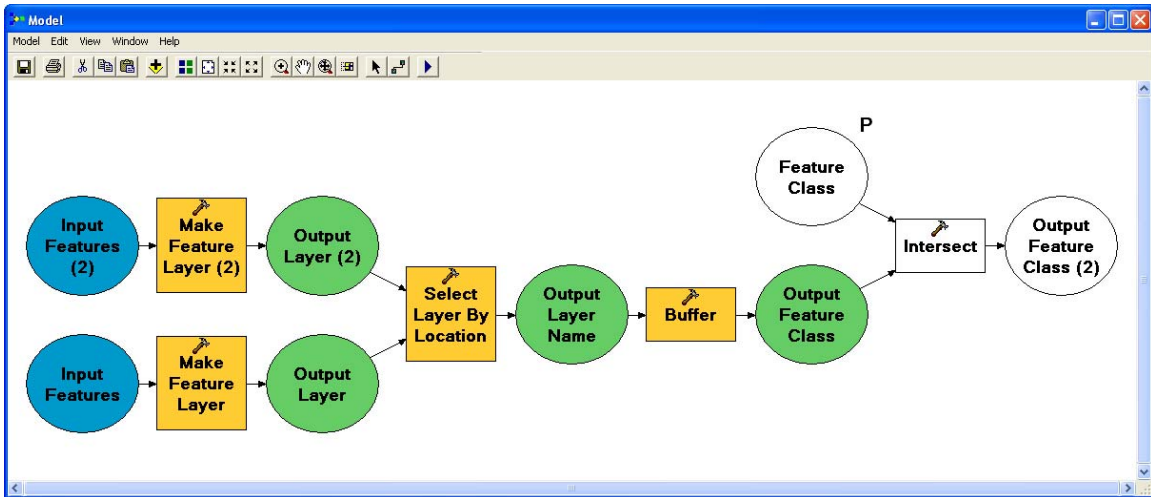 Model
Model Edit View Window Help
P
Feature
Class
Input
Features
(2)
Make
Feature
Layer (2)
Output
Layer (2)
Intersect
Output
Feature
Class (2)
Select
Layer By
Location
Output
Layer
Name
Buffer
Output
Feature
Class
Input
Features
Make
Feature
Layer
Output
Layer